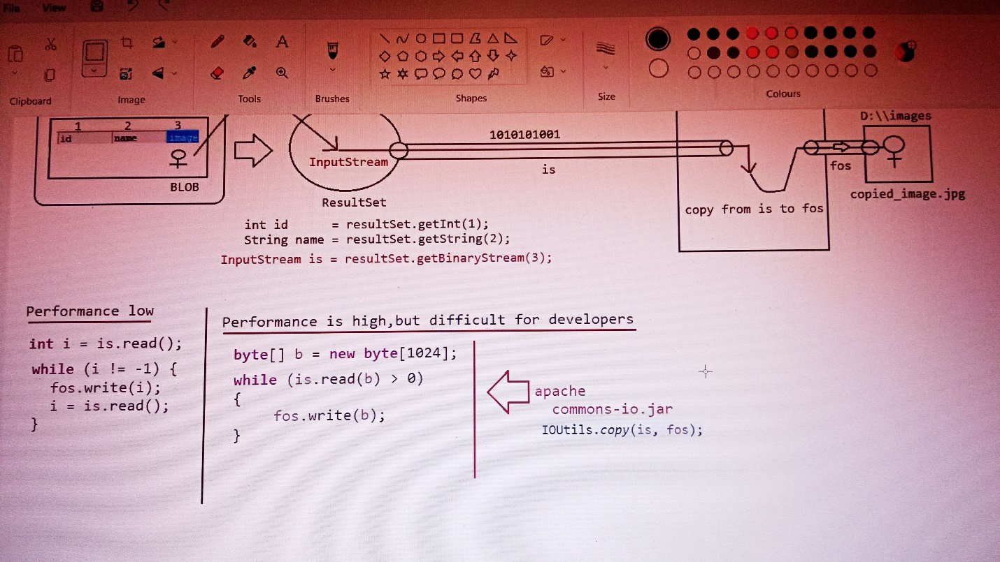 File View
Clipboard
Image
Tools
Brushes
Shapes
Size
Colours
1 2 3
id name image
BLOB
InputStream
ResultSet
1010101001
is
copy from is to fos
fos
D:\\images
copied_image.jpg
int id = resultSet.getInt(1);
String name = resultSet.getString(2);
InputStream is = resultSet.getBinaryStream(3);
Performance low
int i = is.read();
while (i != -1) {
fos.write(i);
i = is.read();
}
Performance is high,but difficult for developers
byte[] b = new byte[1024];
while (is.read(b) > 0)
{
fos.write(b);
}
apache
commons-io.jar
IOUtils.copy(is, fos);